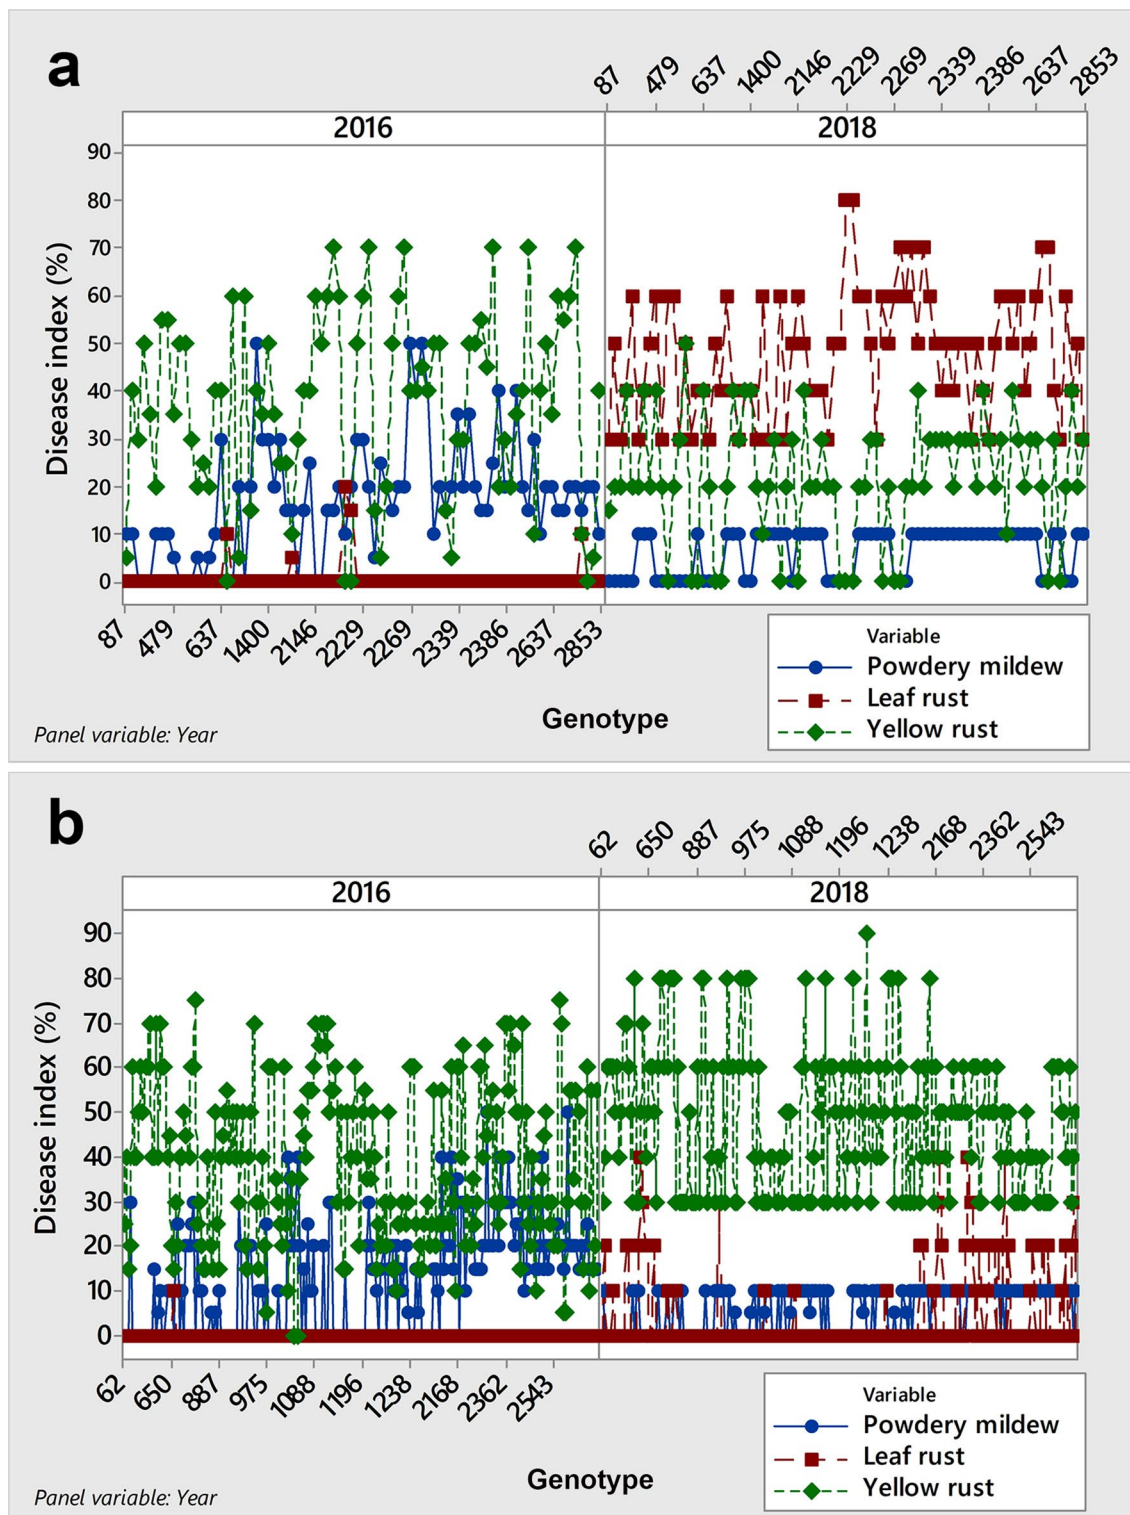 a
87 479 637 1400 2146 2229 2269 2339 2386 2637 2853
2016 2018
90
80
70
60
50
40
30
20
10
0
Disease index (%)
87 479 637 1400 2146 2229 2269 2339 2386 2637 2853
Genotype
Panel variable: Year
Variable
Powdery mildew
Leaf rust
Yellow rust
b
62 650 887 975 1088 1196 1238 2168 2362 2543
2016 2018
90
80
70
60
50
40
30
20
10
0
Disease index (%)
62 650 887 975 1088 1196 1238 2168 2362 2543
Genotype
Panel variable: Year
Variable
Powdery mildew
Leaf rust
Yellow rust